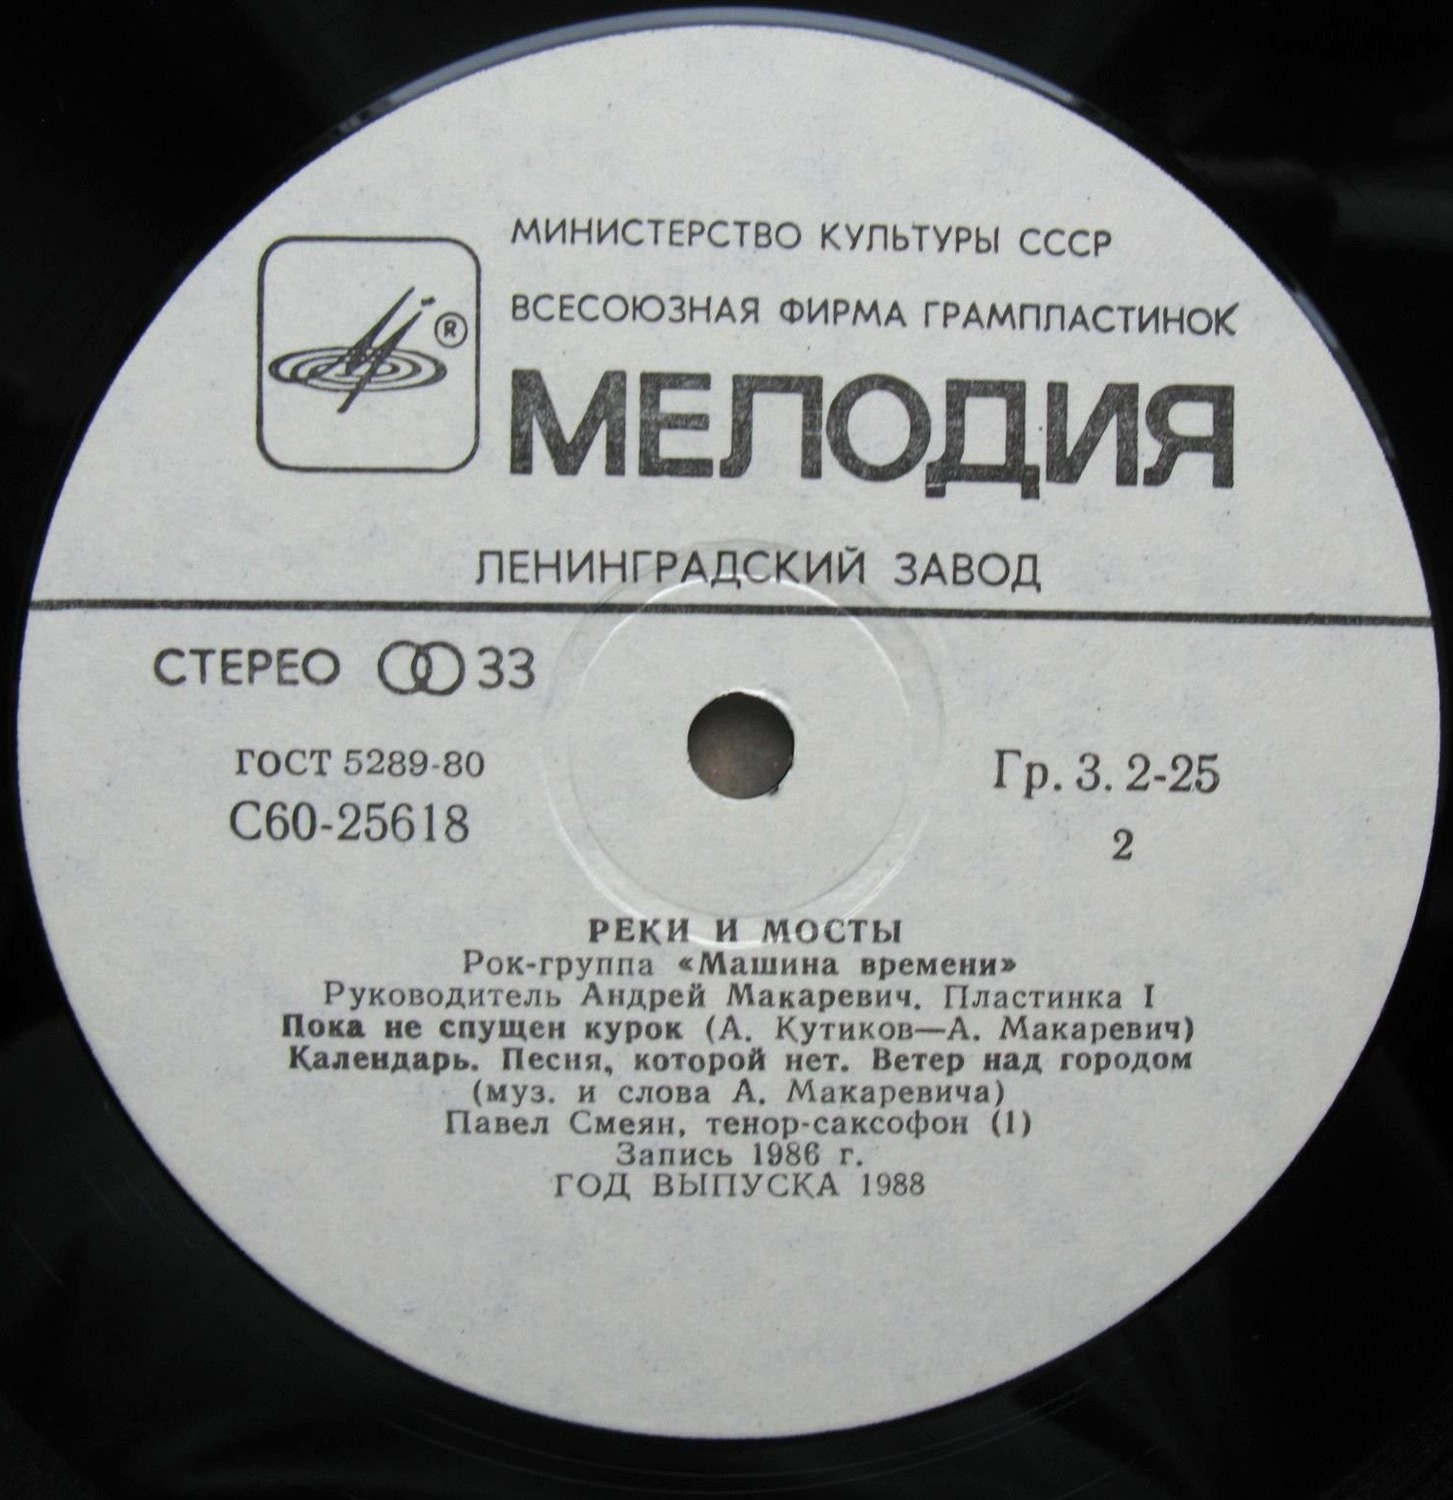 МИНИСТЕРСТВО КУЛЬТУРЫ СССР
ВСЕСОЮЗНАЯ ФИРМА ГРАМПЛАСТИНОК
®
МЕЛОДИЯ
ЛЕНИНГРАДСКИЙ ЗАВОД
СТЕРЕО 33
ГОСТ 5289-80
С60-25618
Гр. 3. 2-25
2
РЕКИ И МОСТЫ
Рок-группа «Машина времени»
Руководитель Андрей Макаревич. Пластинка I
Пока не спущен курок (А. Кутиков—А. Макаревич)
Календарь. Песня, которой нет. Ветер над городом
(муз. и слова А. Макаревича)
Павел Смеян, тенор-саксофон (1)
Запись 1986 г.
ГОД ВЫПУСКА 1988